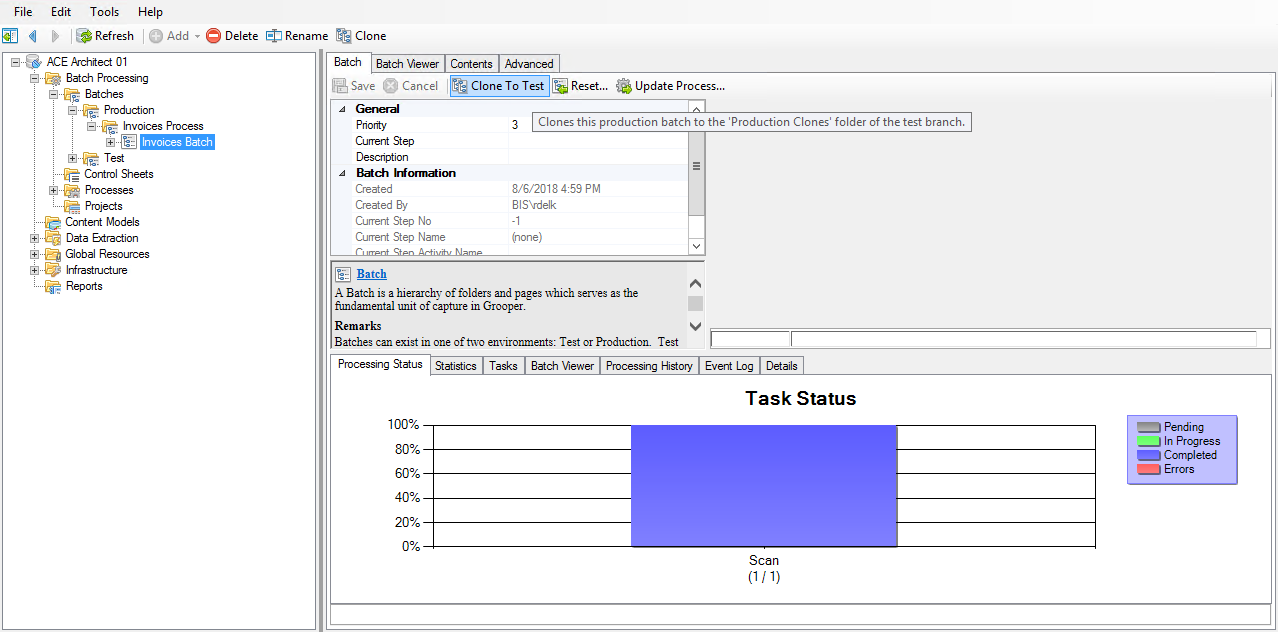 File Edit Tools Help
Refresh Add Delete Rename Clone
ACE Architect 01
Batch Processing
Batches
Production
Invoices Process
Invoices Batch
Test
Control Sheets
Processes
Projects
Content Models
Data Extraction
Global Resources
Infrastructure
Reports
Batch Batch Viewer Contents Advanced
Save Cancel Clone To Test Reset... Update Process...
General
Priority 3
Clones this production batch to the 'Production Clones' folder of the test branch.
Current Step
Description
Batch Information
Created 8/6/2018 4:59 PM
Created By BIS\rdelk
Current Step No -1
Current Step Name (none)
Current Step Activity Name
Batch
A Batch is a hierarchy of folders and pages which serves as the
fundamental unit of capture in Grooper.
Remarks
Batches can exist in one of two environments: Test or Production. Test
Processing Status Statistics Tasks Batch Viewer Processing History Event Log Details
Task Status
100%
80%
60%
40%
20%
0%
Scan
(1 / 1)
Pending
In Progress
Completed
Errors